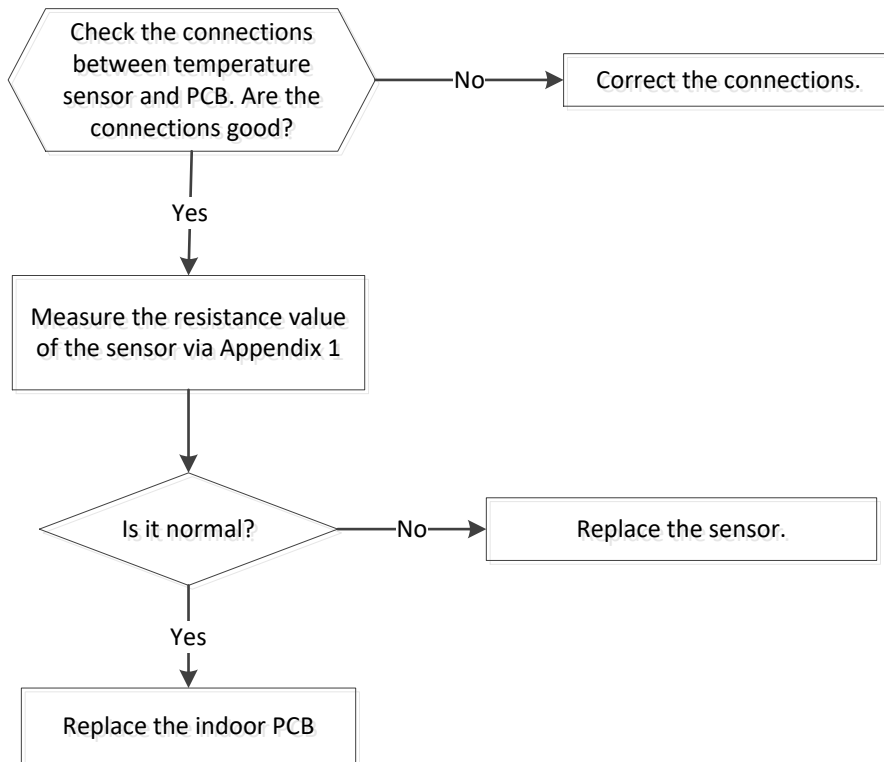 Check the connections
between temperature
sensor and PCB. Are the
connections good?
No
Correct the connections.
Yes
Measure the resistance value
of the sensor via Appendix 1
Is it normal?
No
Replace the sensor.
Yes
Replace the indoor PCB